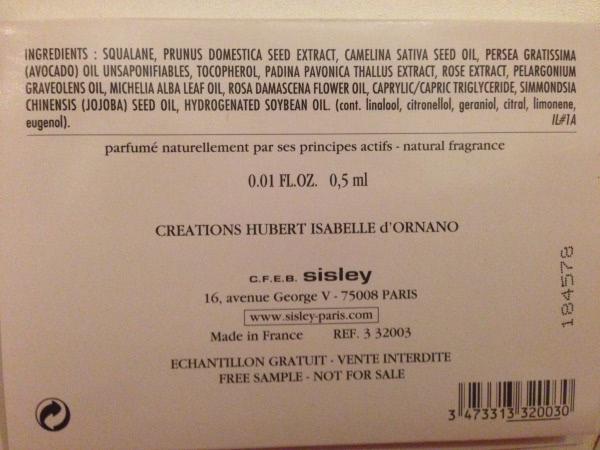 INGREDIENTS : SQUALANE, PRUNUS DOMESTICA SEED EXTRACT, CAMELINA SATIVA SEED OIL, PERSEA GRATISSIMA
(AVOCADO) OIL UNSAPONIFIABLES, TOCOPHEROL, PADINA PAVONICA THALLUS EXTRACT, ROSE EXTRACT, PELARGONIUM
GRAVEOLENS OIL, MICHELIA ALBA LEAF OIL, ROSA DAMASCENA FLOWER OIL, CAPRYLIC/CAPRIC TRIGLYCERIDE, SIMMONDSIA
CHINENSIS (JOJOBA) SEED OIL, HYDROGENATED SOYBEAN OIL. (cont. linalool, citronellol, geraniol, citral, limonene,
eugenol). IL#1A
parfumé naturellement par ses principes actifs - natural fragrance
0.01 FL.OZ. 0,5 ml
CREATIONS HUBERT ISABELLE d'ORNANO
C.F.E.B. sisley
16, avenue George V - 75008 PARIS
www.sisley-paris.com
Made in France REF. 3 32003
ECHANTILLON GRATUIT - VENTE INTERDITE
FREE SAMPLE - NOT FOR SALE
184578
3 473313 320030